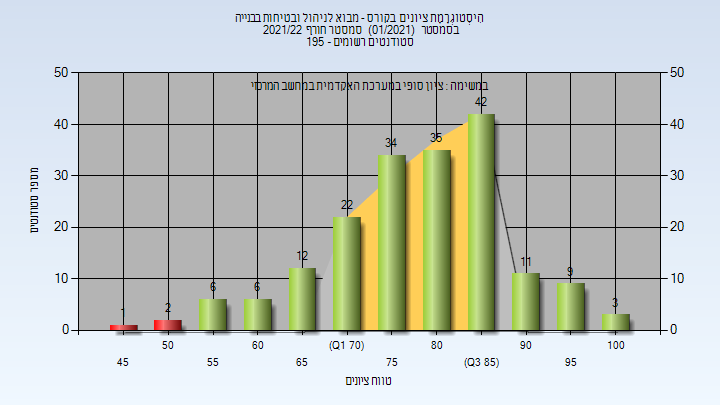 היסטוגרמת ציונים בקורס - מבוא לניהול ובטיחות בבנייה
בסמסטר (01/2021) סמסטר חורף 2021/22
סטודנטים רשומים - 195
במשימה : ציון סופי במערכת האקדמית במחשב המרכזי
מספר סטודנטים
50 50
40 40
30 30
20 20
10 10
0 0
1 2 6 6 12 22 34 35 42 11 9 3
50 60 (Q1 70) 80 90 100
45 55 65 75 (Q3 85) 95
טווח ציונים